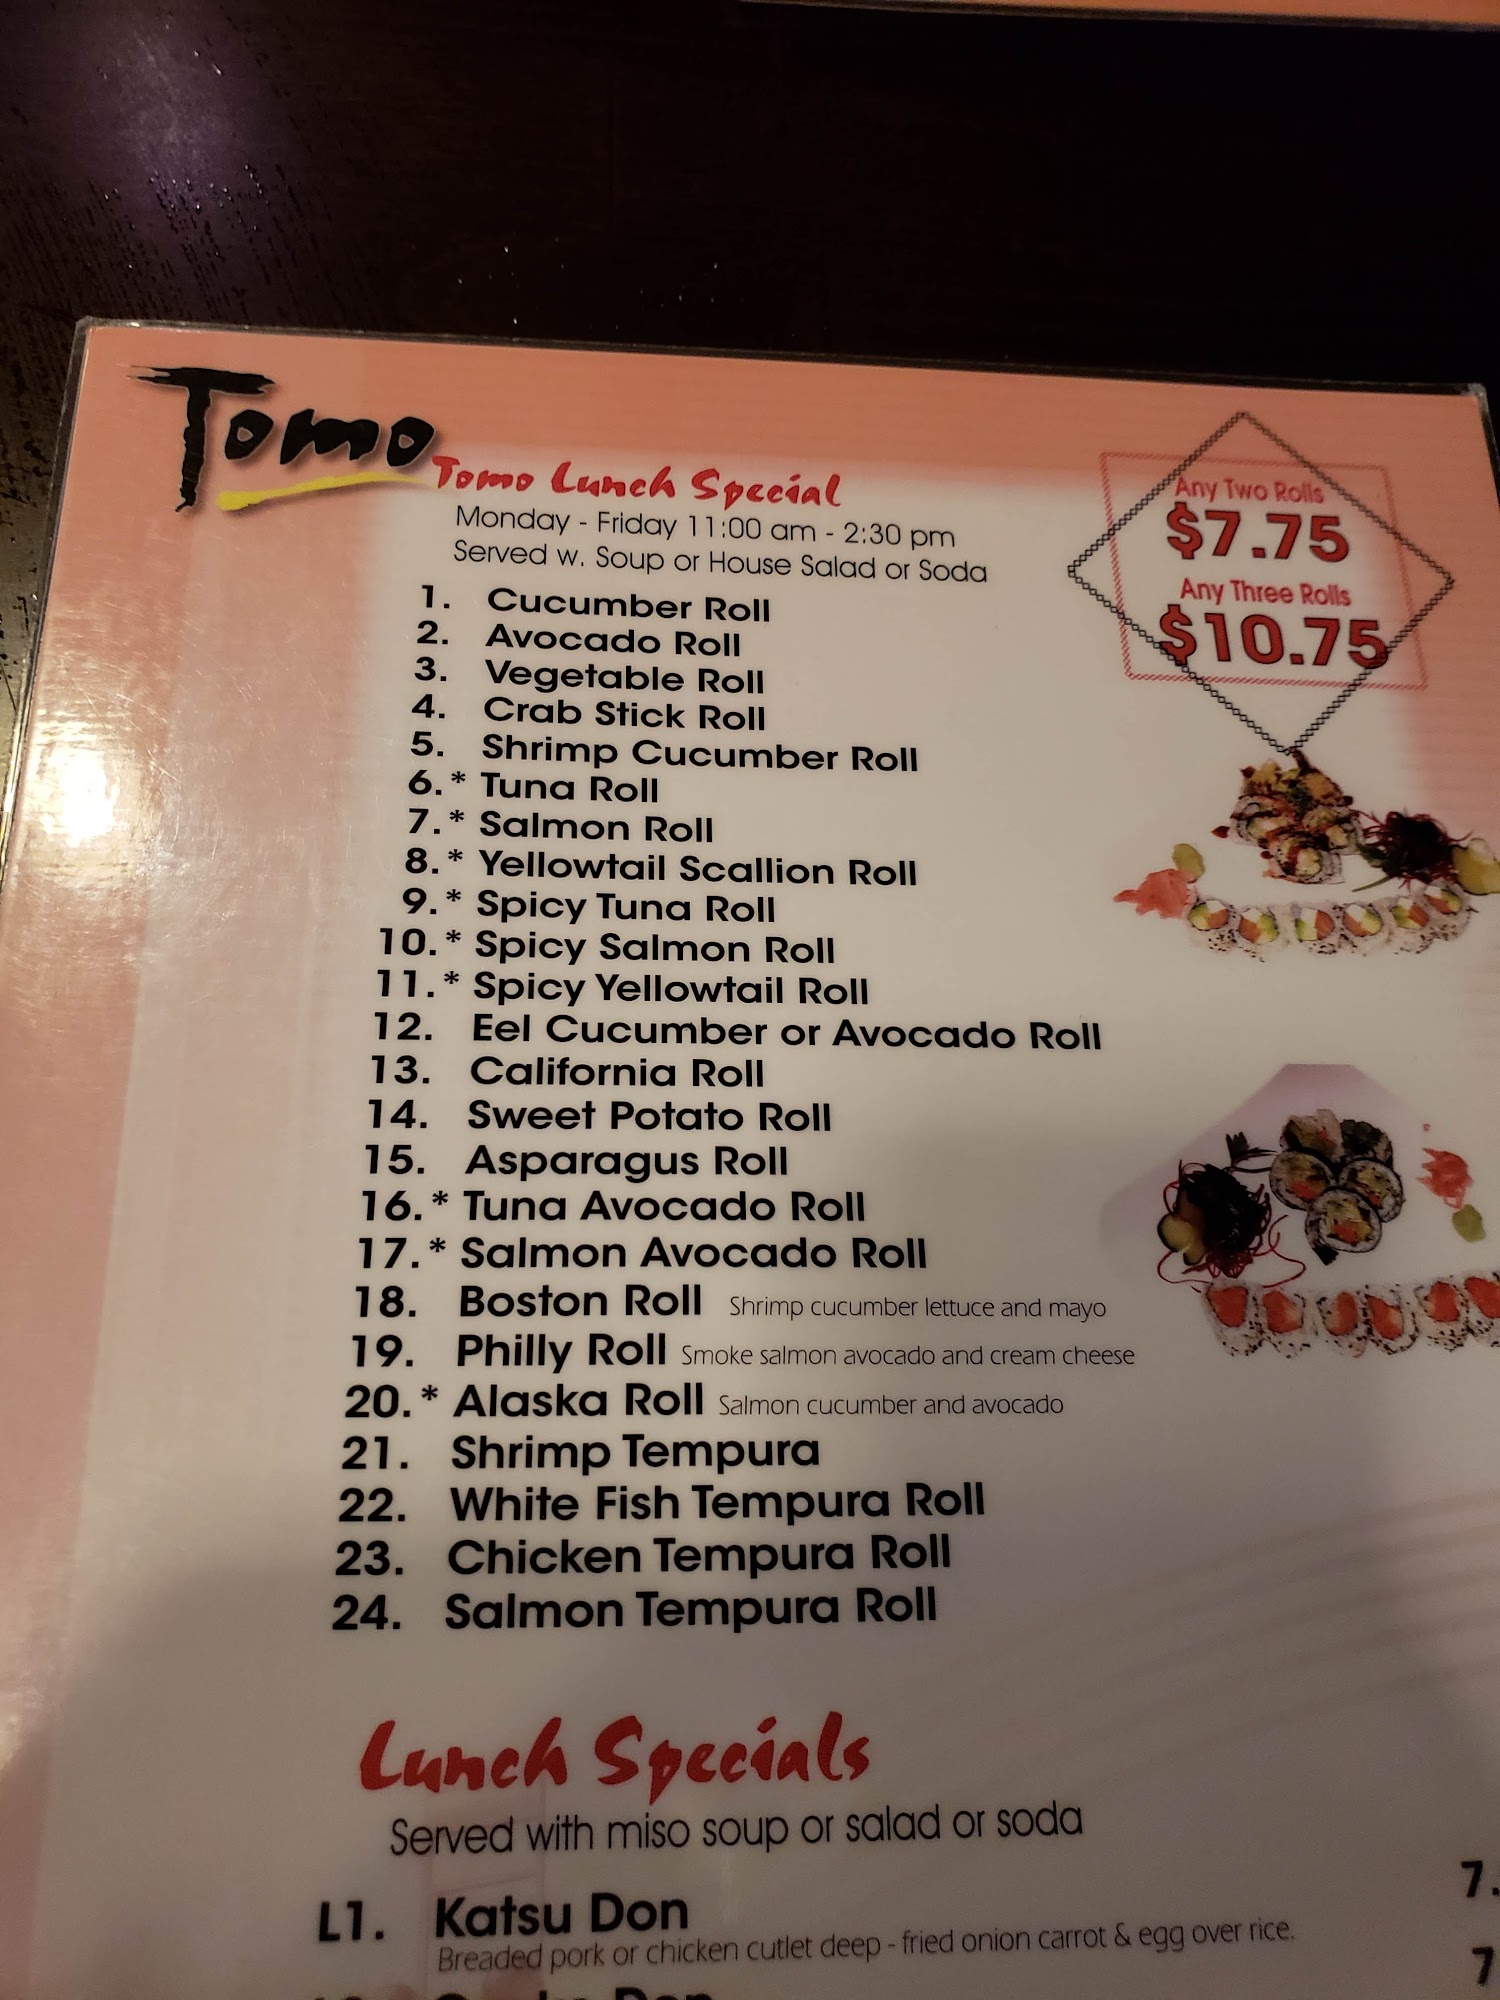 Tomo
Tomo Lunch Special
Monday - Friday 11:00 am - 2:30 pm
Served w. Soup or House Salad or Soda
Any Two Rolls
$7.75
Any Three Rolls
$10.75
1. Cucumber Roll
2. Avocado Roll
3. Vegetable Roll
4. Crab Stick Roll
5. Shrimp Cucumber Roll
6.* Tuna Roll
7.* Salmon Roll
8.* Yellowtail Scallion Roll
9.* Spicy Tuna Roll
10.* Spicy Salmon Roll
11.* Spicy Yellowtail Roll
12. Eel Cucumber or Avocado Roll
13. California Roll
14. Sweet Potato Roll
15. Asparagus Roll
16.* Tuna Avocado Roll
17.* Salmon Avocado Roll
18. Boston Roll Shrimp cucumber lettuce and mayo
19. Philly Roll Smoke salmon avocado and cream cheese
20.* Alaska Roll Salmon cucumber and avocado
21. Shrimp Tempura
22. White Fish Tempura Roll
23. Chicken Tempura Roll
24. Salmon Tempura Roll
Lunch Specials
Served with miso soup or salad or soda
L1. Katsu Don 7.
Breaded pork or chicken cutlet deep - fried onion carrot & egg over rice.
Don 7